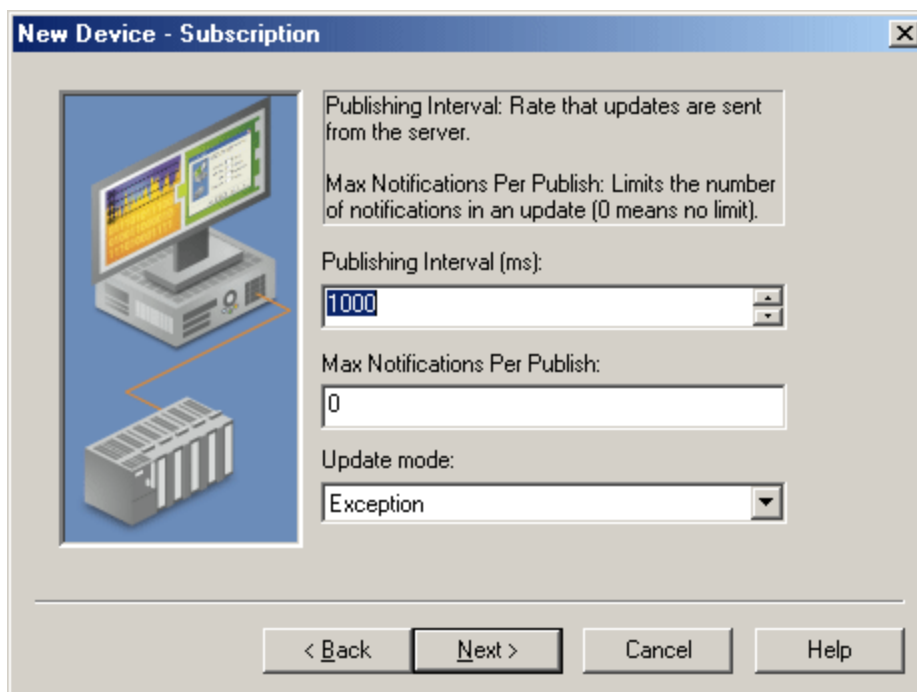 New Device - Subscription
Publishing Interval: Rate that updates are sent
from the server.
Max Notifications Per Publish: Limits the number
of notifications in an update (0 means no limit).
Publishing Interval (ms):
1000
Max Notifications Per Publish:
0
Update mode:
Exception
< Back Next > Cancel Help